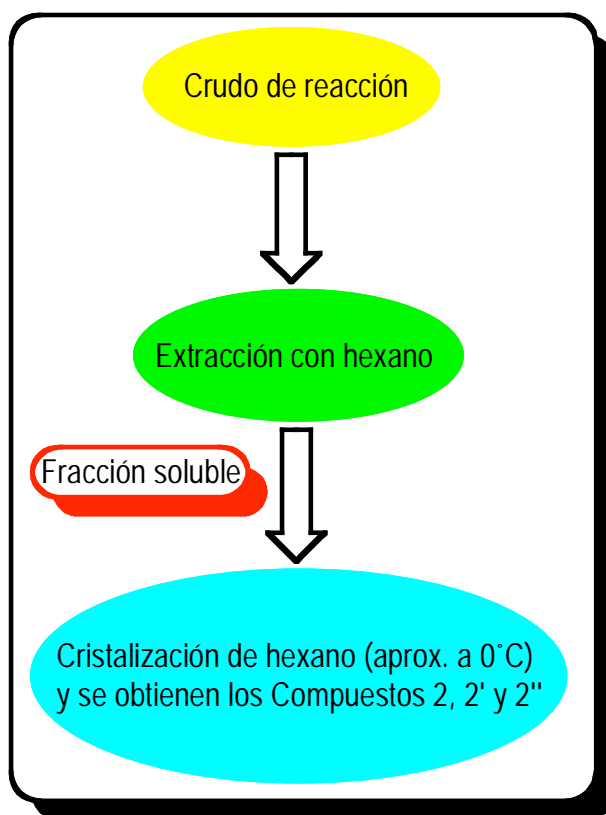 Crudo de reacción
Extracción con hexano
Fracción soluble
Cristalización de hexano (aprox. a 0˚C)
y se obtienen los Compuestos 2, 2' y 2''